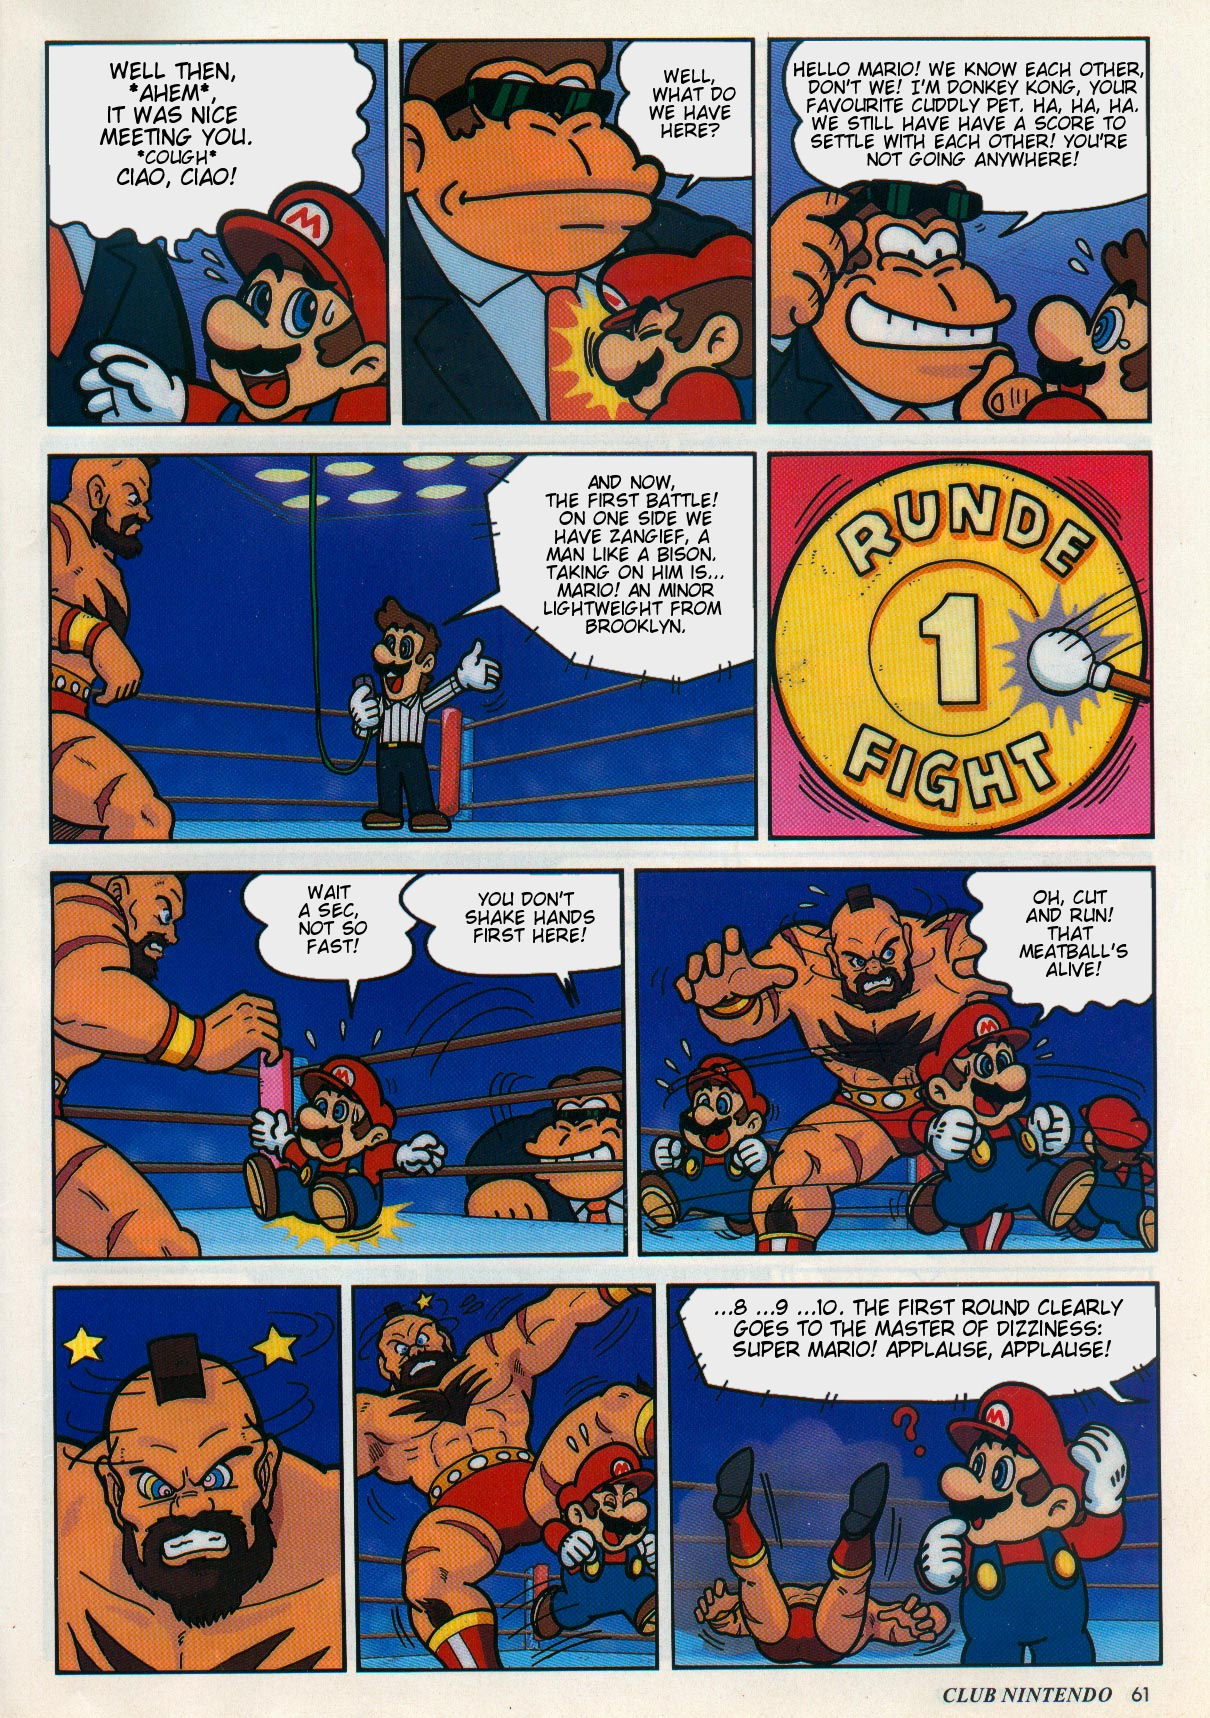 WELL THEN,
*AHEM*,
IT WAS NICE
MEETING YOU.
*COUGH*
CIAO, CIAO!
WELL,
WHAT DO
WE HAVE
HERE?
HELLO MARIO! WE KNOW EACH OTHER,
DON'T WE! I'M DONKEY KONG, YOUR
FAVOURITE CUDDLY PET. HA, HA, HA.
WE STILL HAVE HAVE A SCORE TO
SETTLE WITH EACH OTHER! YOU'RE
NOT GOING ANYWHERE!
M
AND NOW,
THE FIRST BATTLE!
ON ONE SIDE WE
HAVE ZANGIEF, A
MAN LIKE A BISON.
TAKING ON HIM IS...
MARIO! AN MINOR
LIGHTWEIGHT FROM
BROOKLYN.
RUNDE
1
FIGHT
WAIT
A SEC,
NOT SO
FAST!
YOU DON'T
SHAKE HANDS
FIRST HERE!
M
OH, CUT
AND RUN!
THAT
MEATBALL'S
ALIVE!
M
...8 ...9 ...10. THE FIRST ROUND CLEARLY
GOES TO THE MASTER OF DIZZINESS:
SUPER MARIO! APPLAUSE, APPLAUSE!
?
M
M
CLUB NINTENDO 61